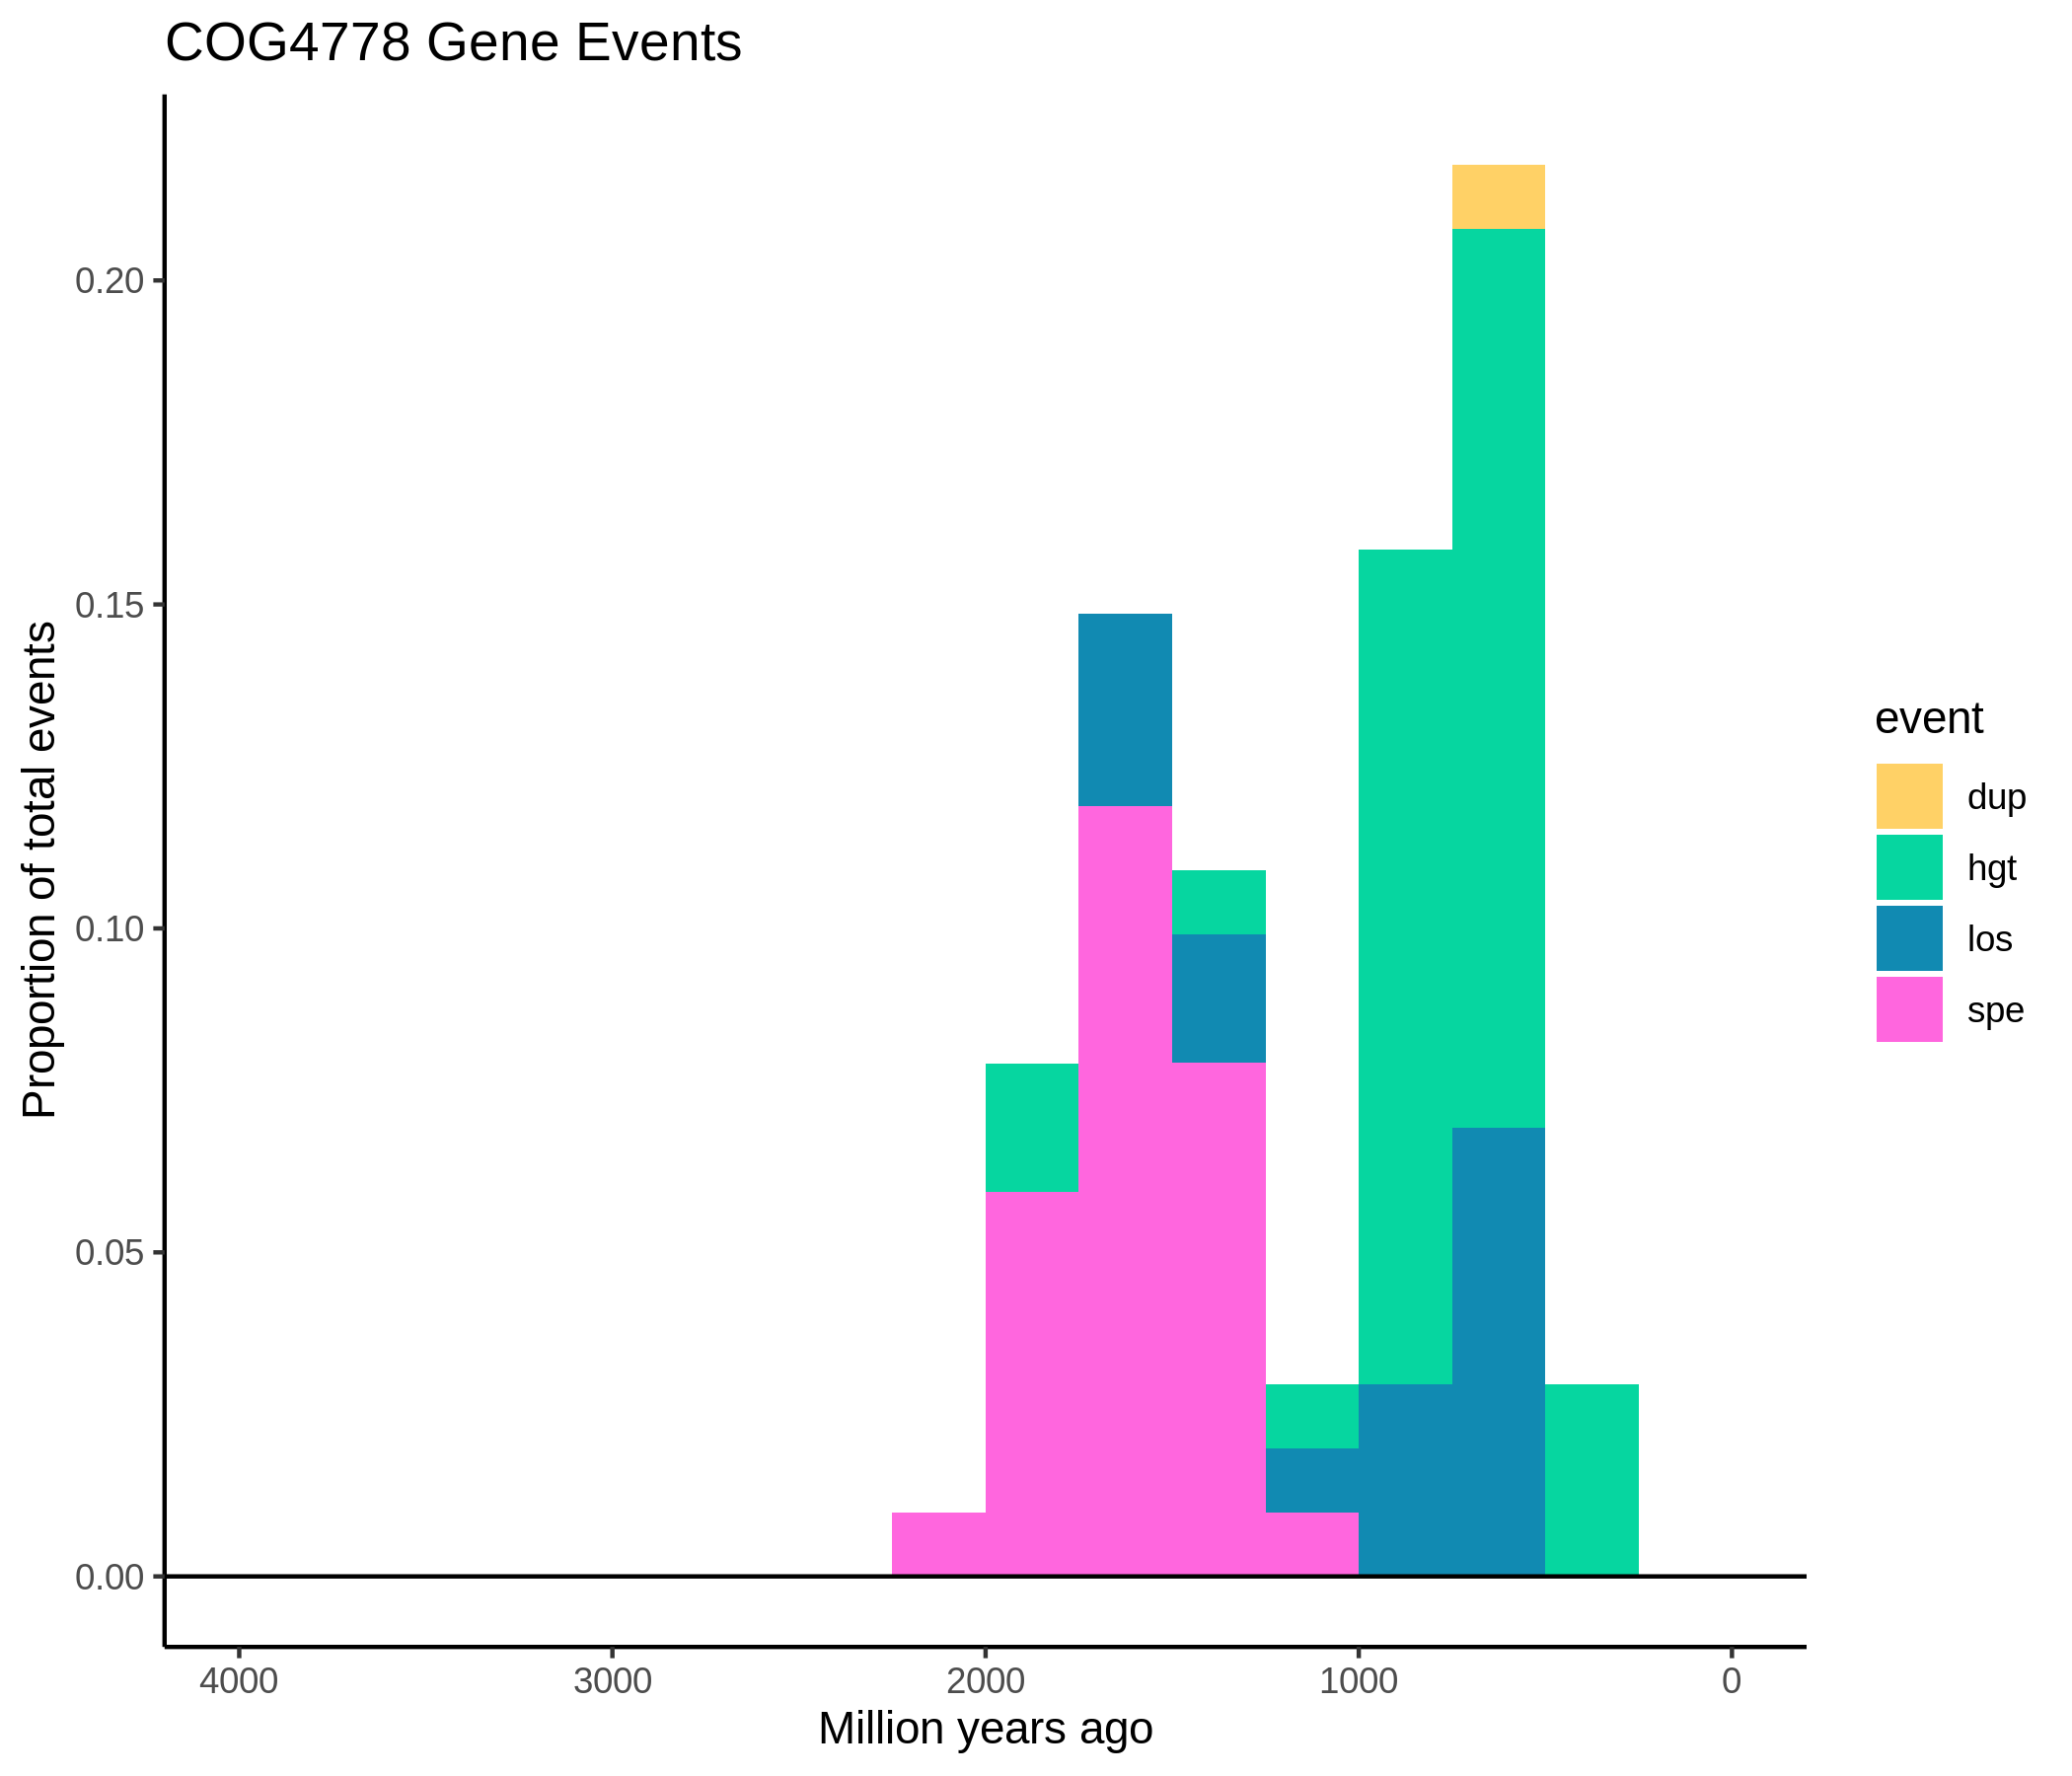 COG4778 Gene Events
Proportion of total events
0.20
0.15
0.10
0.05
0.00
4000 3000 2000 1000 0
Million years ago
event
dup
hgt
los
spe